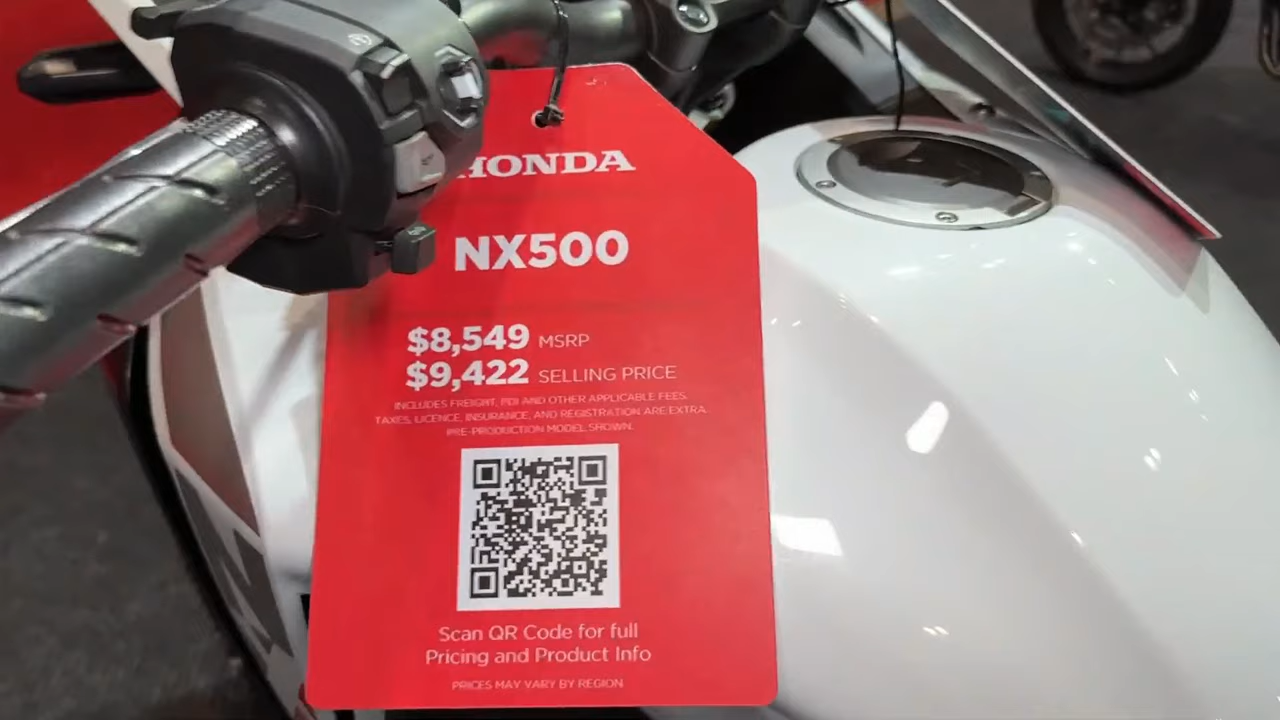 HONDA
NX500
$8,549 MSRP
$9,422 SELLING PRICE
INCLUDES FREIGHT, PDI AND OTHER APPLICABLE FEES.
TAXES, LICENCE, INSURANCE, AND REGISTRATION ARE EXTRA.
PRE-PRODUCTION MODEL SHOWN.
Scan QR Code for full
Pricing and Product Info
PRICES MAY VARY BY REGION